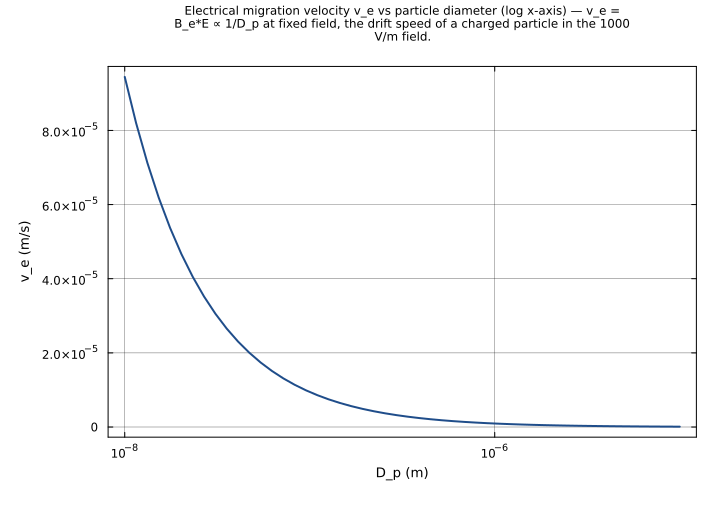 Electrical migration velocity v_e vs particle diameter (log x-axis) — v_e =
B_e*E ∝ 1/D_p at fixed field, the drift speed of a charged particle in the 1000
V/m field.
8.0×10⁻⁵
6.0×10⁻⁵
4.0×10⁻⁵
2.0×10⁻⁵
0
v_e (m/s)
10⁻⁸
10⁻⁶
D_p (m)